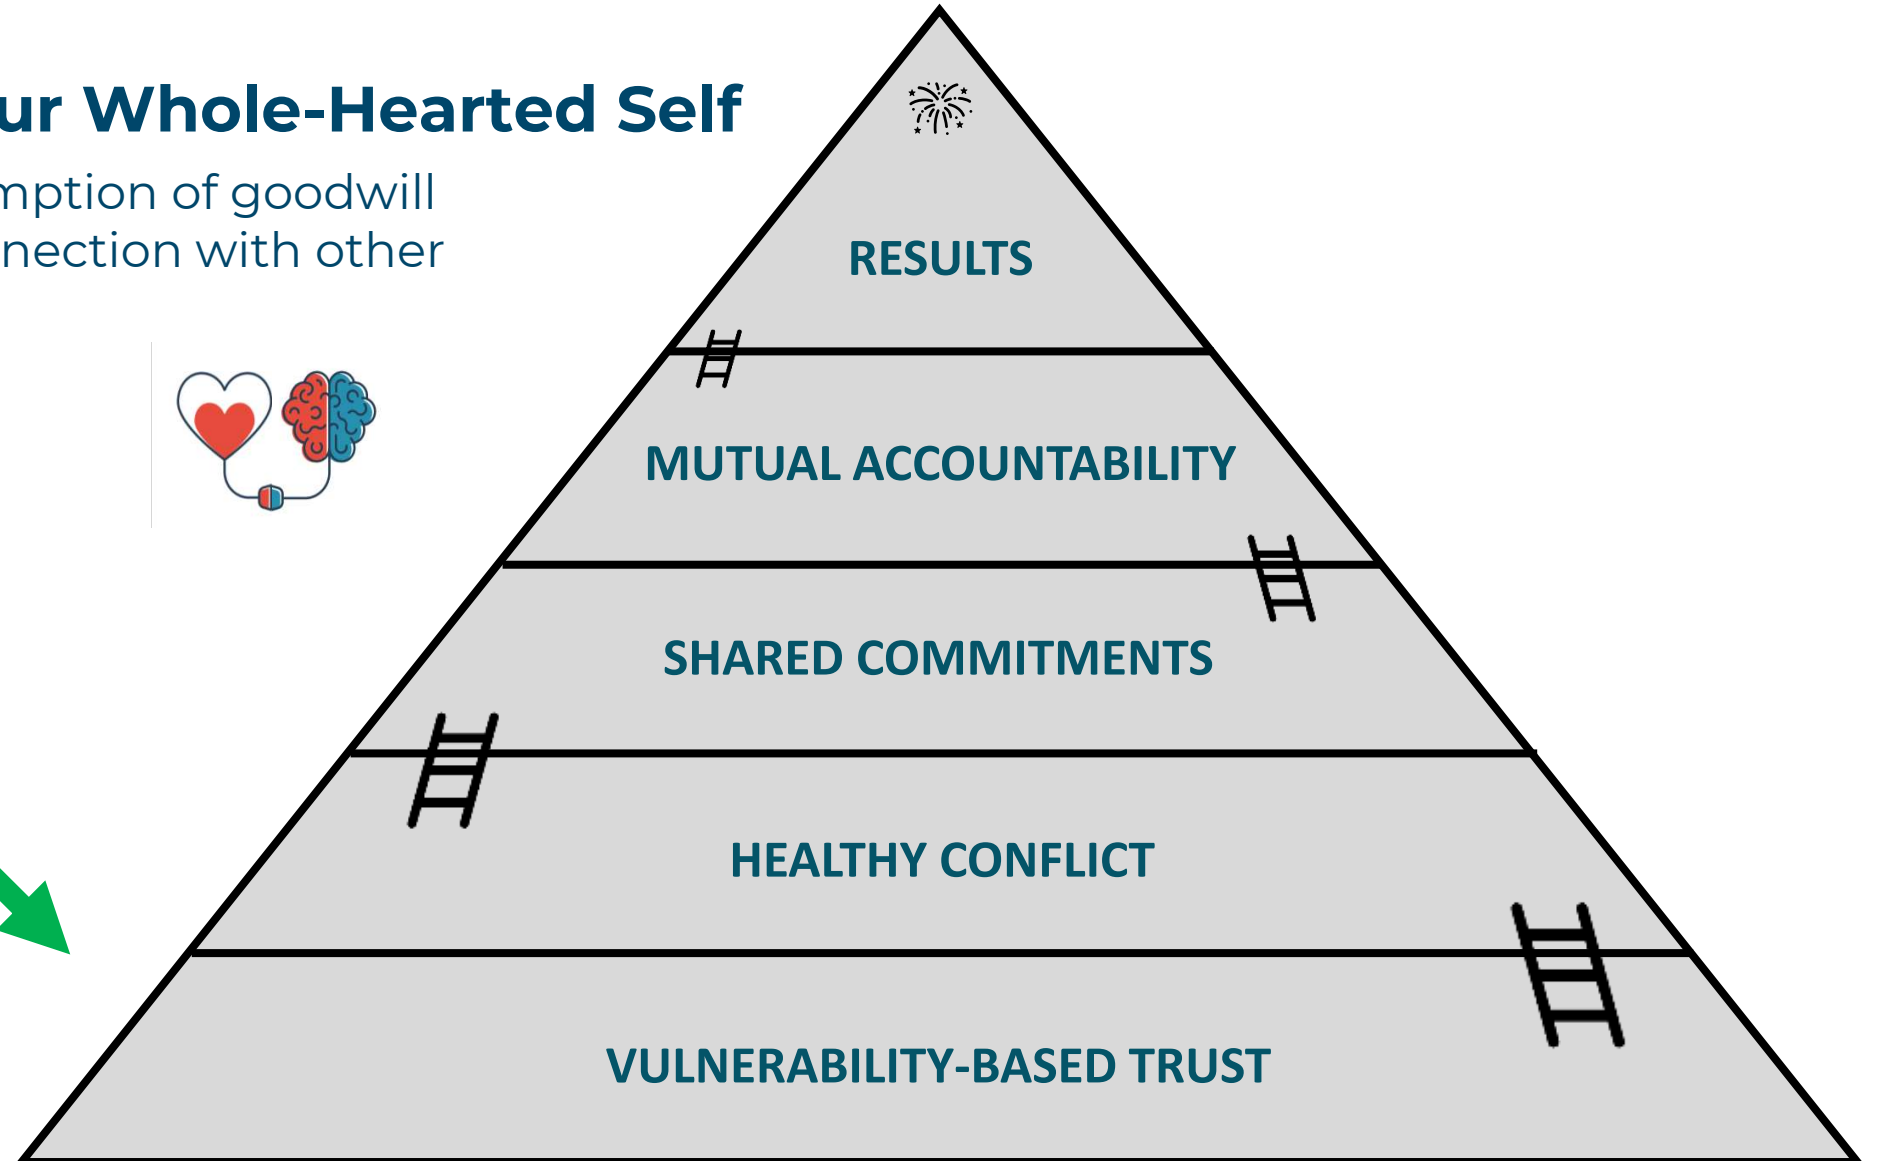 ur Whole-Hearted Self
mption of goodwill
nection with other
RESULTS
MUTUAL ACCOUNTABILITY
SHARED COMMITMENTS
HEALTHY CONFLICT
VULNERABILITY-BASED TRUST